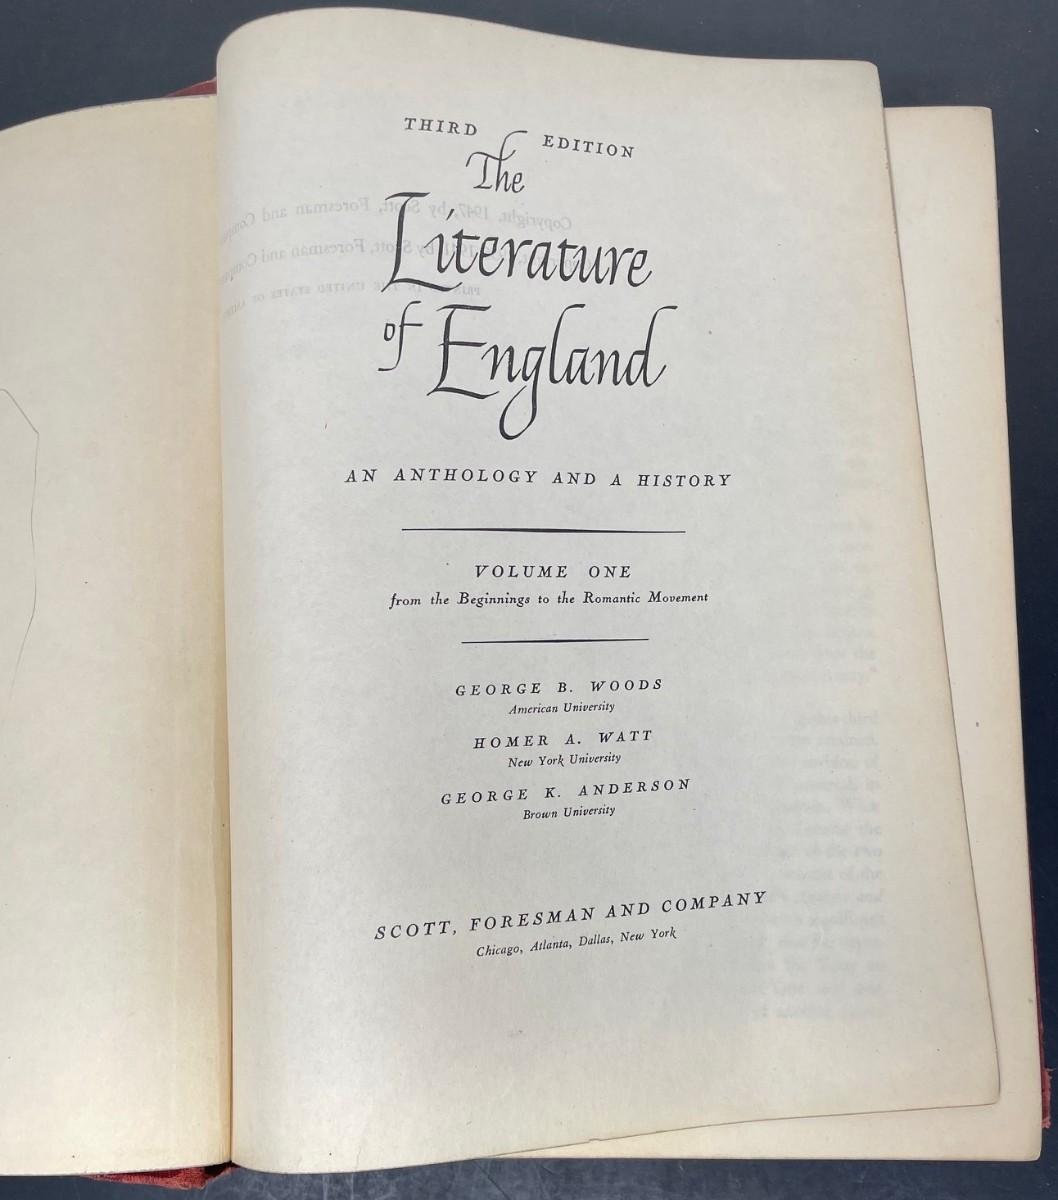 THIRD EDITION
The
Literature
of England
AN ANTHOLOGY AND A HISTORY
VOLUME ONE
from the Beginnings to the Romantic Movement
GEORGE B. WOODS
American University
HOMER A. WATT
New York University
GEORGE K. ANDERSON
Brown University
SCOTT, FORESMAN AND COMPANY
Chicago, Atlanta, Dallas, New York